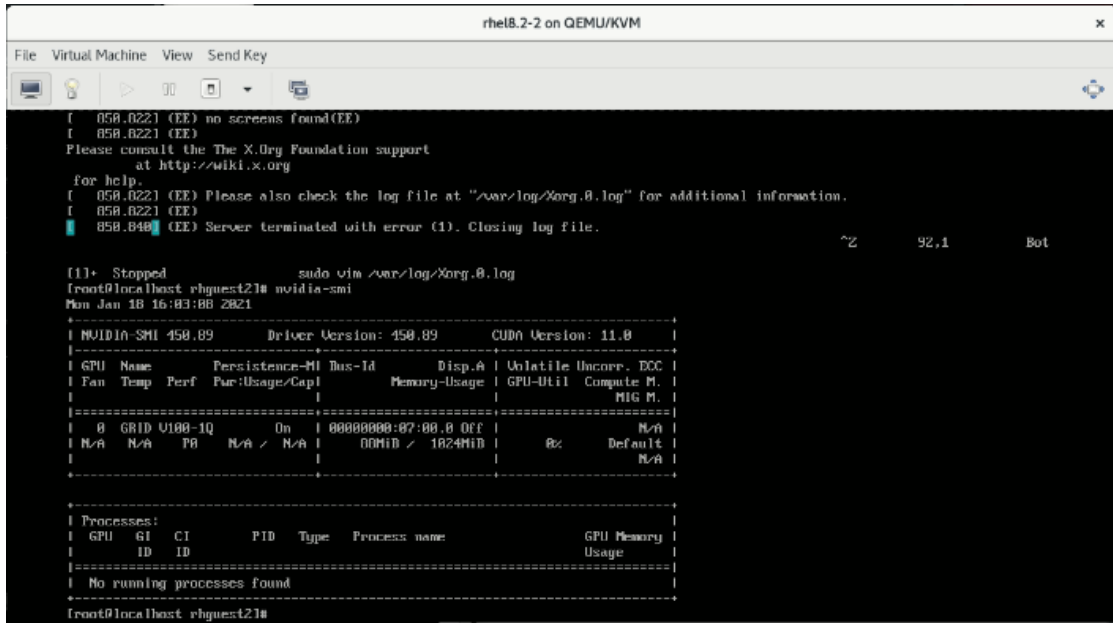 rhel8.2-2 on QEMU/KVM ×
File Virtual Machine View Send Key
[ 850.822] (EE) no screens found(EE)
[ 850.822] (EE)
Please consult the The X.Org Foundation support
at http://wiki.x.org
for help.
[ 850.822] (EE) Please also check the log file at "/var/log/Xorg.0.log" for additional information.
[ 850.822] (EE)
[ 850.840] (EE) Server terminated with error (1). Closing log file.
^Z 92,1 Bot
[1]+ Stopped sudo vim /var/log/Xorg.0.log
[root@localhost rhguest2]# nvidia-smi
Mon Jan 18 16:03:08 2021
+-----------------------------------------------------------------------------+
| NVIDIA-SMI 450.89 Driver Version: 450.89 CUDA Version: 11.0 |
|-------------------------------+----------------------+----------------------+
| GPU Name Persistence-M| Bus-Id Disp.A | Volatile Uncorr. ECC |
| Fan Temp Perf Pwr:Usage/Cap| Memory-Usage | GPU-Util Compute M. |
| | | MIG M. |
|===============================+======================+======================|
| 0 GRID V100-1Q On | 00000000:07:00.0 Off | N/A |
| N/A N/A P0 N/A / N/A | 80MiB / 1024MiB | 0% Default |
| | | N/A |
+-------------------------------+----------------------+----------------------+
+-----------------------------------------------------------------------------+
| Processes: |
| GPU GI CI PID Type Process name GPU Memory |
| ID ID Usage |
|=============================================================================|
| No running processes found |
+-----------------------------------------------------------------------------+
[root@localhost rhguest2]#